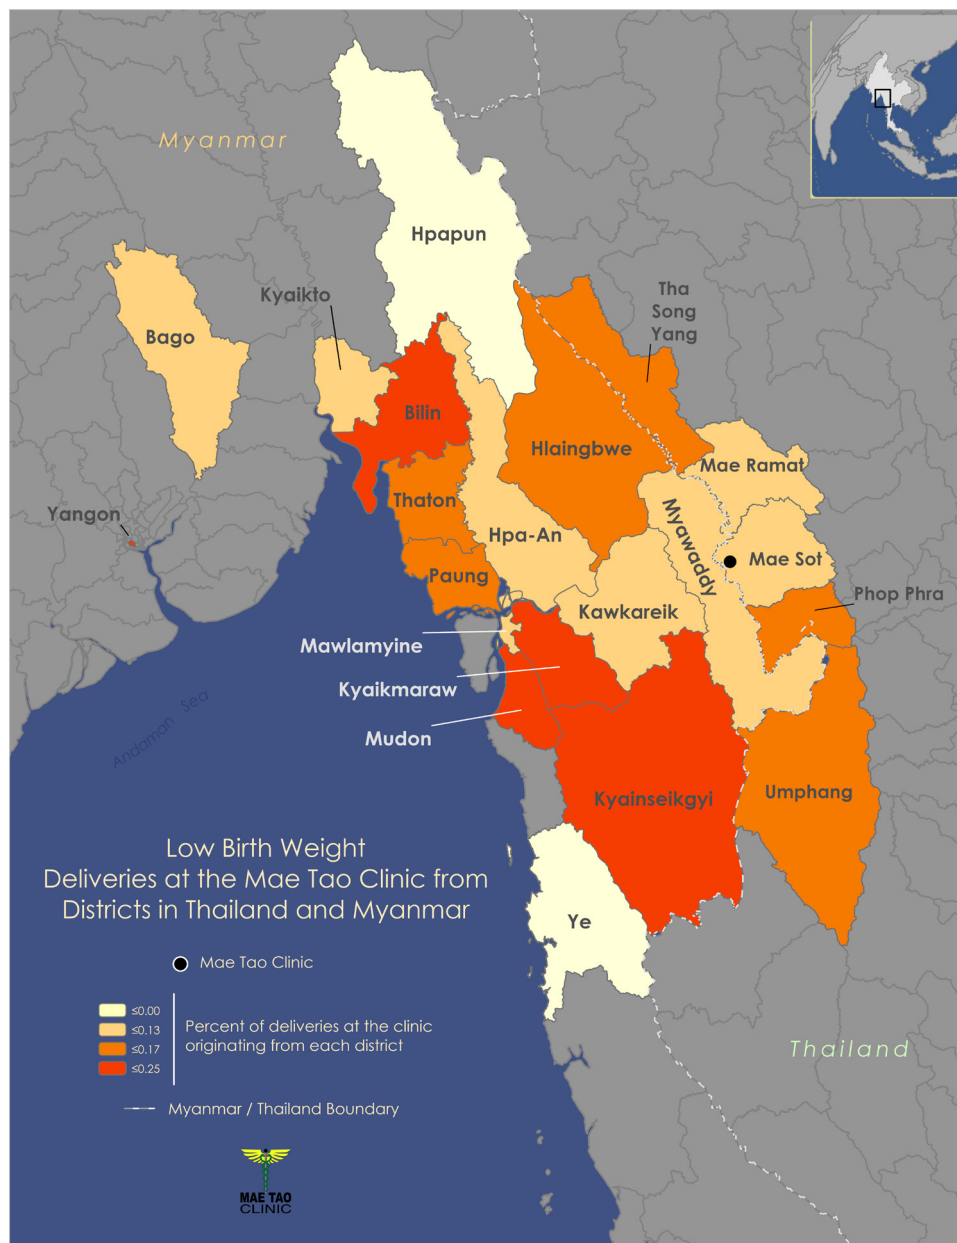 Myanmar
Hpapun
Kyaikto
Tha
Song
Yang
Bago
Bilin
Hlaingbwe
Mae Ramat
Thaton
Yangon
Myawaddy
Hpa-An
Mae Sot
Paung
Phop Phra
Kawkareik
Mawlamyine
Kyaikmaraw
Andaman Sea
Mudon
Kyainseikgyi
Umphang
Low Birth Weight
Deliveries at the Mae Tao Clinic from
Districts in Thailand and Myanmar
Ye
Mae Tao Clinic
≤0.00
≤0.13
≤0.17
≤0.25
Percent of deliveries at the clinic
originating from each district
Thailand
Myanmar / Thailand Boundary
MAE TAO
CLINIC